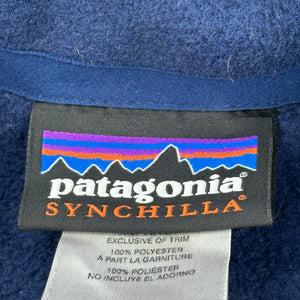 patagonia®
SYNCHILLA®
EXCLUSIVE OF TRIM
100% POLYESTER
A PART LA GARNITURE
100% POLIÉSTER
NO INCLUYE EL ADORNO